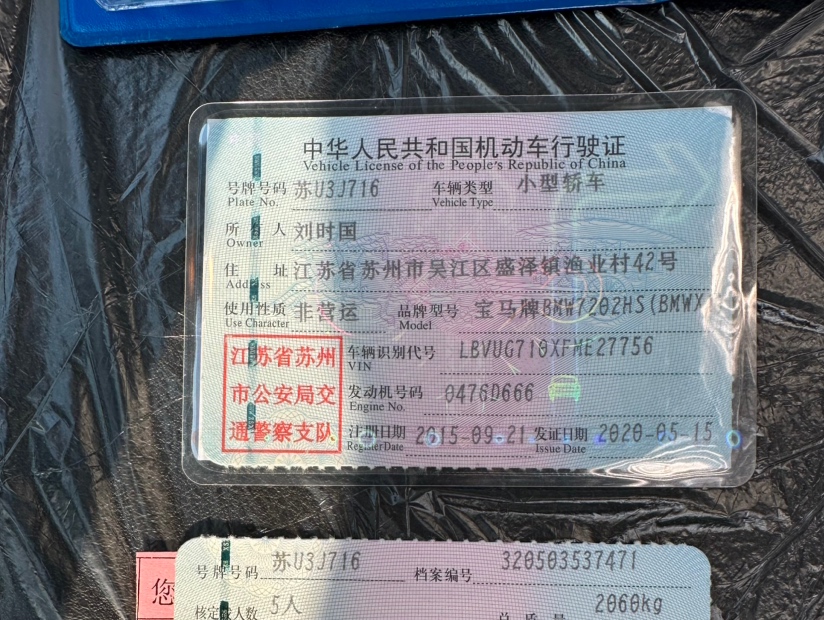 中华人民共和国机动车行驶证
Vehicle License of the People's Republic of China
号牌号码 苏U3J716 车辆类型 小型轿车
Plate No. Vehicle Type
所有人 刘时国
Owner
住址 江苏省苏州市吴江区盛泽镇渔业村42号
Address
使用性质 非营运 品牌型号 宝马牌BMW7202HS(BMWX
Use Character Model
江苏省苏州
市公安局交
通警察支队
车辆识别代号 LBVUG710XFME27756
VIN
发动机号码 0476D666
Engine No.
注册日期 2015-09-21 发证日期 2020-05-15
Register Date Issue Date
号牌号码 苏U3J716 档案编号 320503537471
核定载人数 5人 总质量 2060kg
您